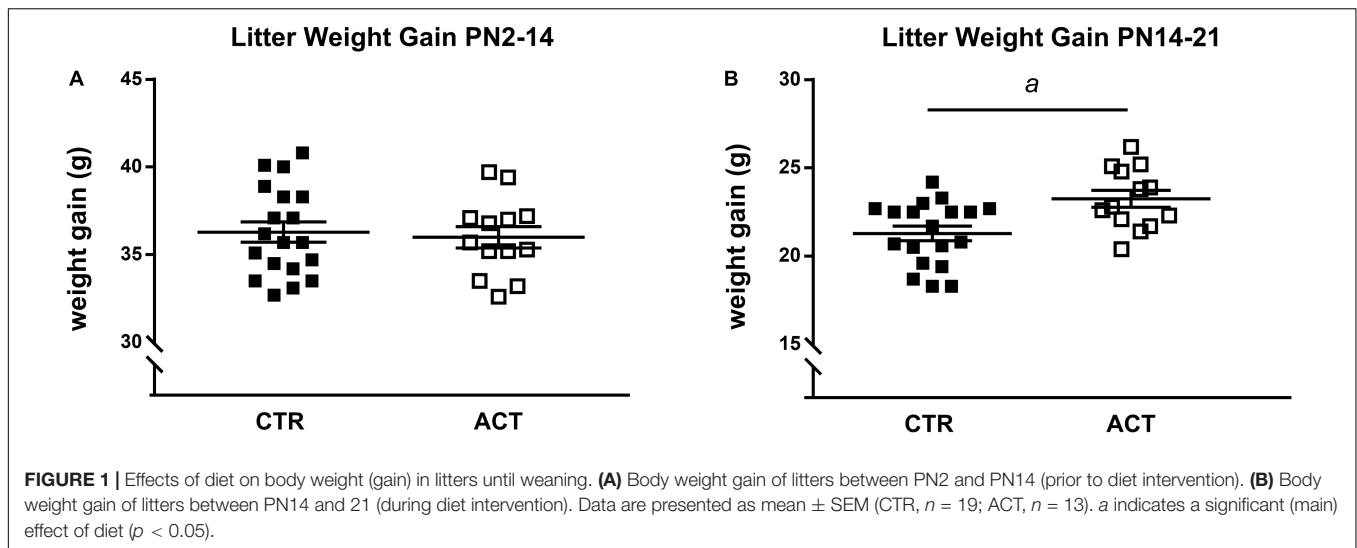 Litter Weight Gain PN2-14
A
45
40
35
30
weight gain (g)
CTR
ACT
Litter Weight Gain PN14-21
B
30
25
20
15
weight gain (g)
a
CTR
ACT
FIGURE 1 | Effects of diet on body weight (gain) in litters until weaning. (A) Body weight gain of litters between PN2 and PN14 (prior to diet intervention). (B) Body
weight gain of litters between PN14 and 21 (during diet intervention). Data are presented as mean ± SEM (CTR, n = 19; ACT, n = 13). a indicates a significant (main)
effect of diet (p < 0.05).